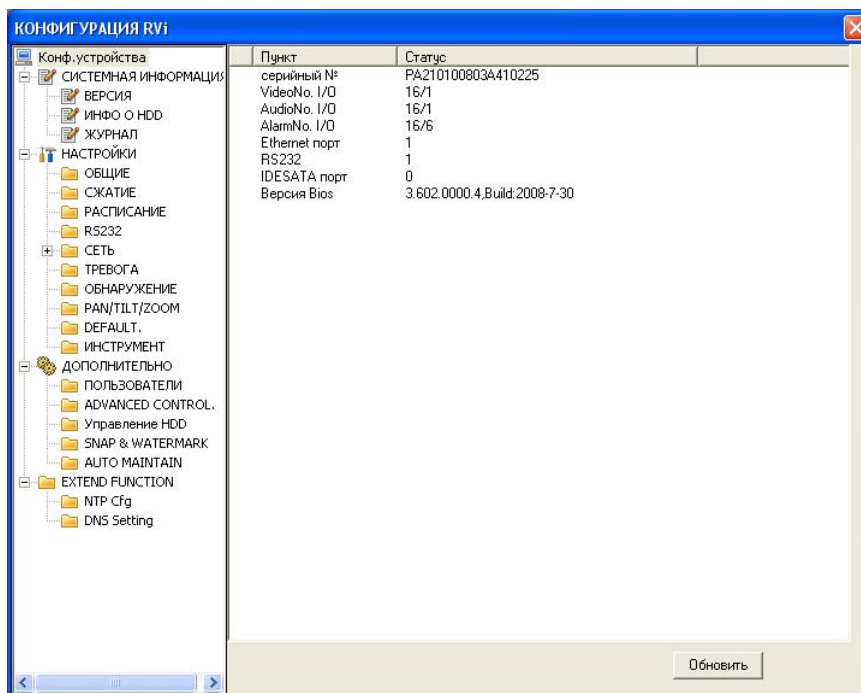 КОНФИГУРАЦИЯ RVi
Конф.устройства
СИСТЕМНАЯ ИНФОРМАЦИЯ
ВЕРСИЯ
ИНФО О HDD
ЖУРНАЛ
НАСТРОЙКИ
ОБЩИЕ
СЖАТИЕ
РАСПИСАНИЕ
RS232
СЕТЬ
ТРЕВОГА
ОБНАРУЖЕНИЕ
PAN/TILT/ZOOM
DEFAULT.
ИНСТРУМЕНТ
ДОПОЛНИТЕЛЬНО
ПОЛЬЗОВАТЕЛИ
ADVANCED CONTROL.
Управление HDD
SNAP & WATERMARK
AUTO MAINTAIN
EXTEND FUNCTION
NTP Cfg
DNS Setting
Пункт Статус
серийный № PA210100803A410225
VideoNo. I/O 16/1
AudioNo. I/O 16/1
AlarmNo. I/O 16/6
Ethernet порт 1
RS232 1
IDESATA порт 0
Версия Bios 3.602.0000.4,Build:2008-7-30
Обновить